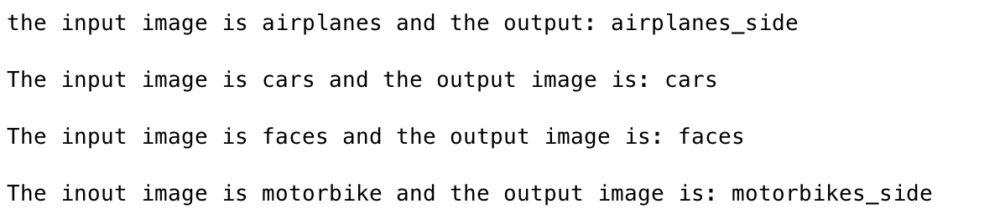 the input image is airplanes and the output: airplanes_side
The input image is cars and the output image is: cars
The input image is faces and the output image is: faces
The inout image is motorbike and the output image is: motorbikes_side